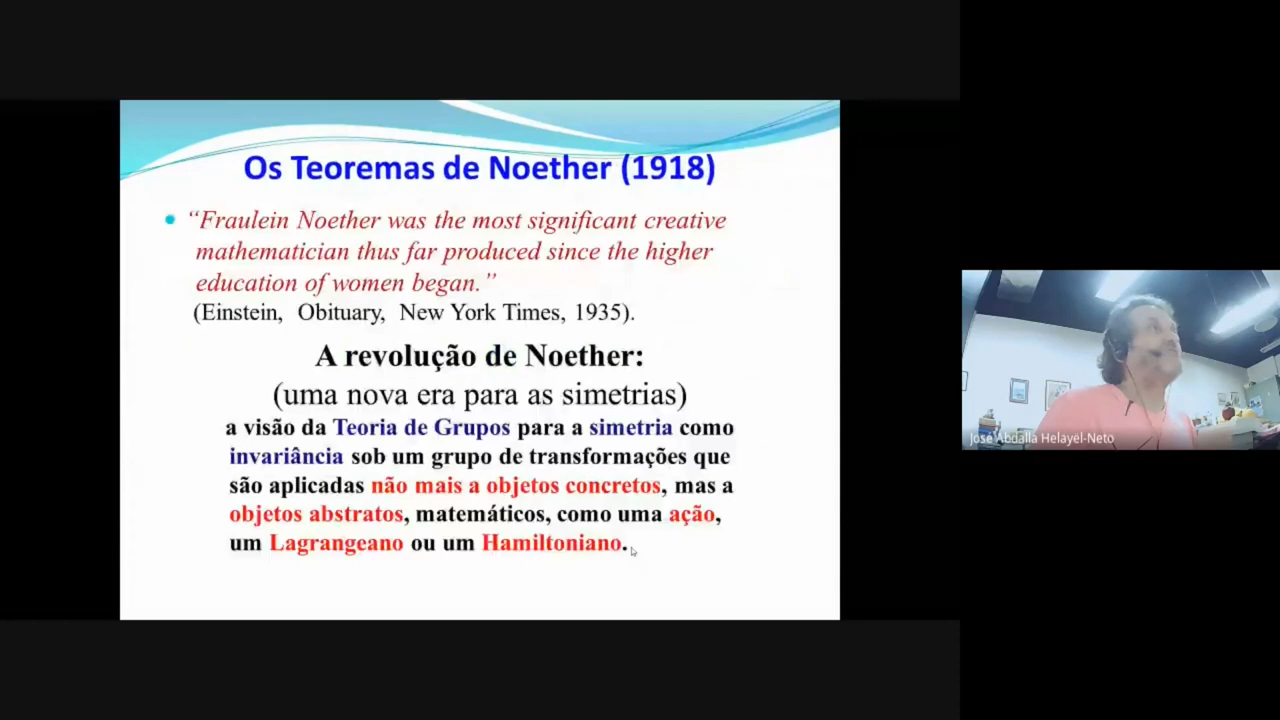 Os Teoremas de Noether (1918)
“Fraulein Noether was the most significant creative
mathematician thus far produced since the higher
education of women began.”
(Einstein, Obituary, New York Times, 1935).
A revolução de Noether:
(uma nova era para as simetrias)
a visão da Teoria de Grupos para a simetria como
invariância sob um grupo de transformações que
são aplicadas não mais a objetos concretos, mas a
objetos abstratos, matemáticos, como uma ação,
um Lagrangeano ou um Hamiltoniano.
José Abdalla Helayël-Neto